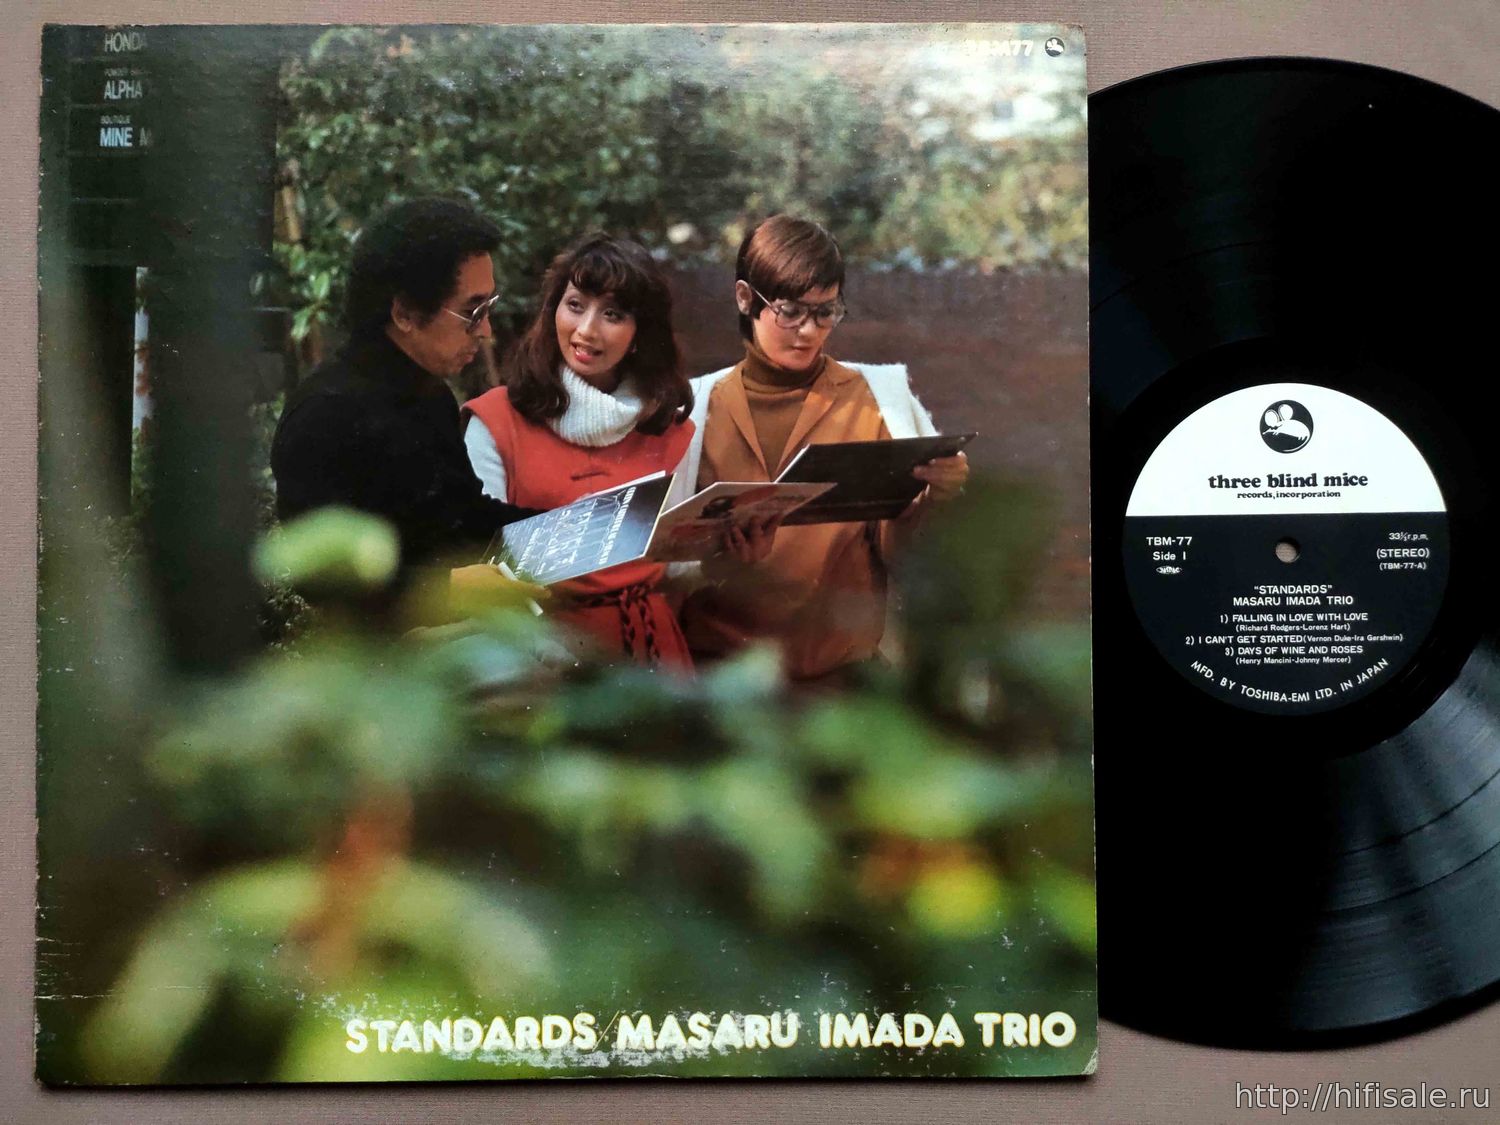 HONDA
ALPHA
BOUTIQUE
MINE M
TBM77
STANDARDS/MASARU IMADA TRIO
three blind mice
records, incorporation
TBM-77
Side 1
33⅓r.p.m.
(STEREO)
(TBM-77-A)
"STANDARDS"
MASARU IMADA TRIO
1) FALLING IN LOVE WITH LOVE
(Richard Rodgers-Lorenz Hart)
2) I CAN'T GET STARTED(Vernon Duke-Ira Gershwin)
3) DAYS OF WINE AND ROSES
(Henry Mancini-Johnny Mercer)
MFD. BY TOSHIBA-EMI LTD. IN JAPAN
http://hifisale.ru